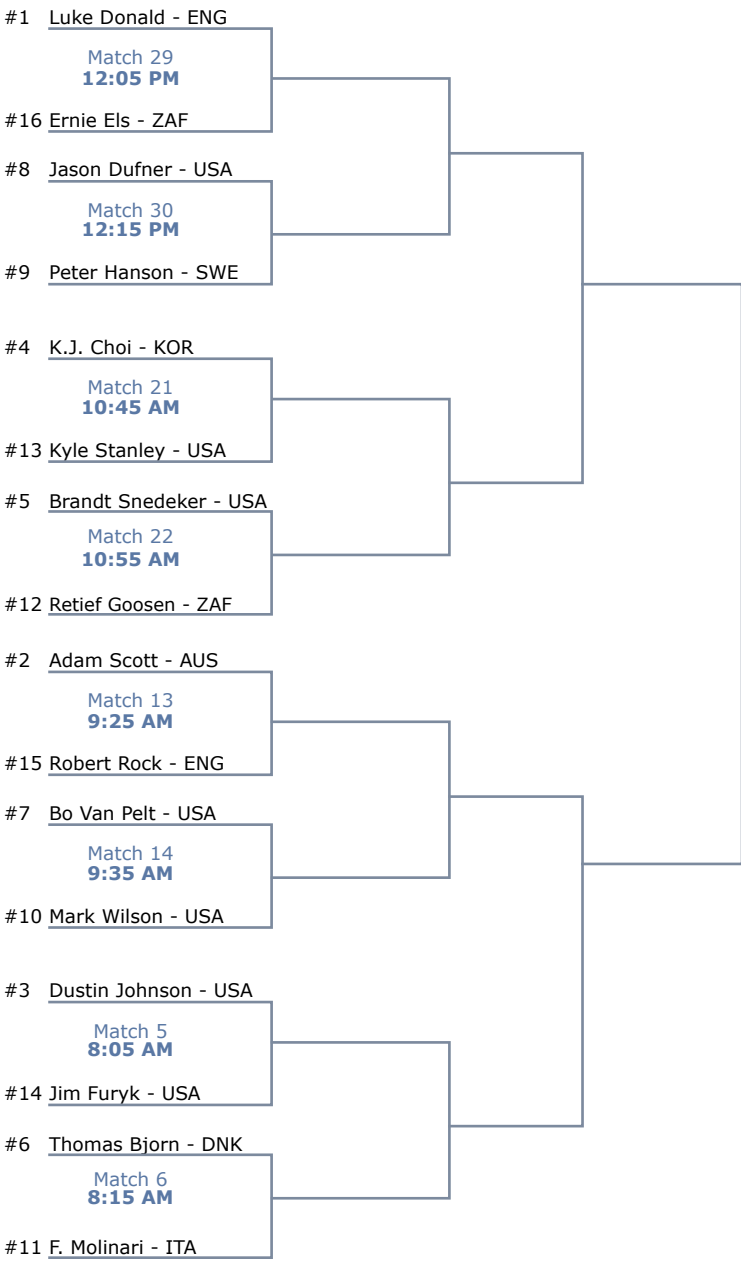 #1 Luke Donald - ENG
Match 29
12:05 PM
#16 Ernie Els - ZAF
#8 Jason Dufner - USA
Match 30
12:15 PM
#9 Peter Hanson - SWE
#4 K.J. Choi - KOR
Match 21
10:45 AM
#13 Kyle Stanley - USA
#5 Brandt Snedeker - USA
Match 22
10:55 AM
#12 Retief Goosen - ZAF
#2 Adam Scott - AUS
Match 13
9:25 AM
#15 Robert Rock - ENG
#7 Bo Van Pelt - USA
Match 14
9:35 AM
#10 Mark Wilson - USA
#3 Dustin Johnson - USA
Match 5
8:05 AM
#14 Jim Furyk - USA
#6 Thomas Bjorn - DNK
Match 6
8:15 AM
#11 F. Molinari - ITA